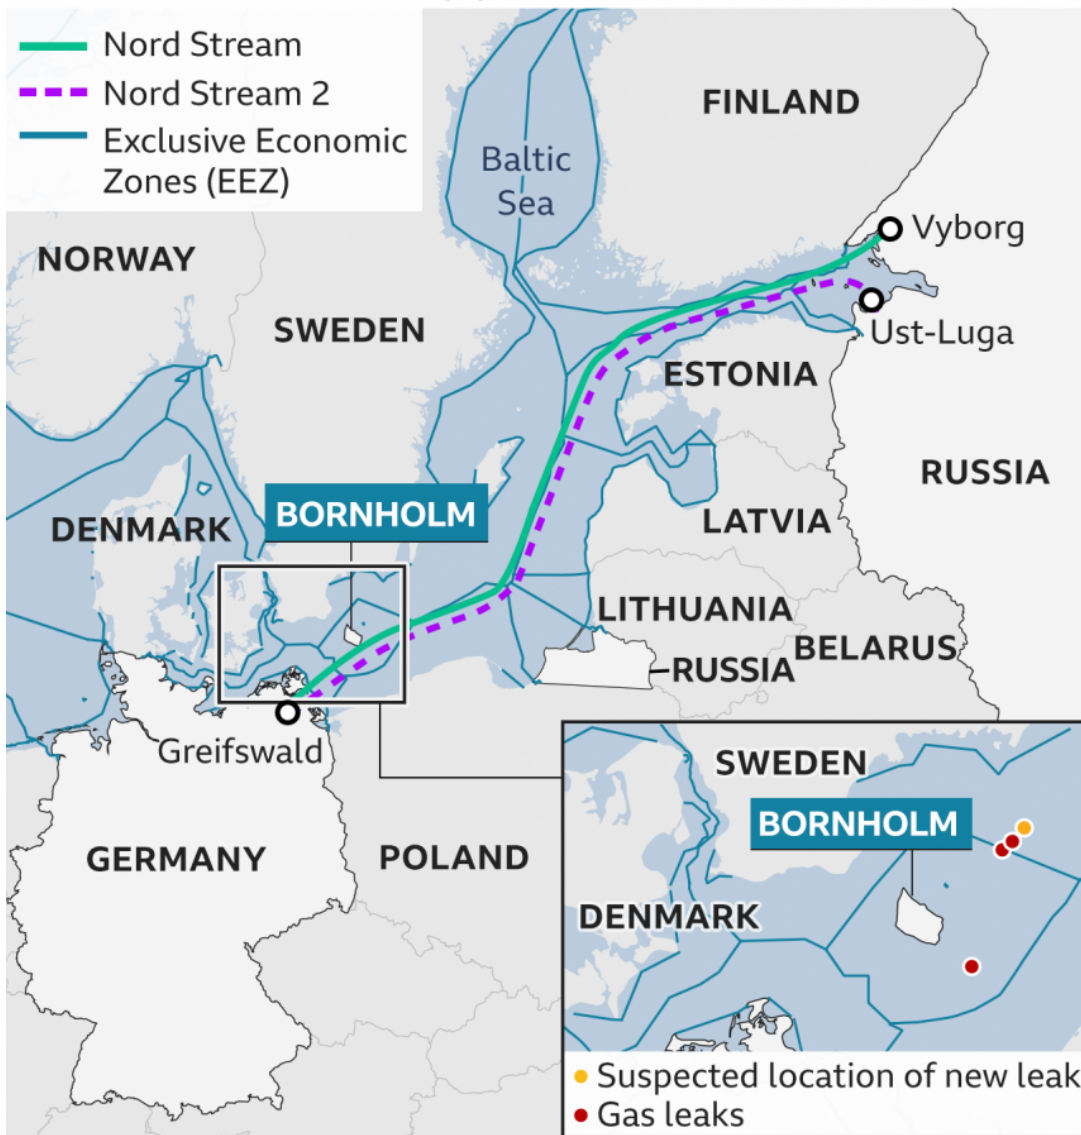 Nord Stream
Nord Stream 2
Exclusive Economic
Zones (EEZ)
FINLAND
Baltic
Sea
Vyborg
NORWAY
SWEDEN
Ust-Luga
ESTONIA
RUSSIA
BORNHOLM
DENMARK
LATVIA
LITHUANIA
BELARUS
RUSSIA
Greifswald
GERMANY
POLAND
SWEDEN
BORNHOLM
DENMARK
Suspected location of new leak
Gas leaks